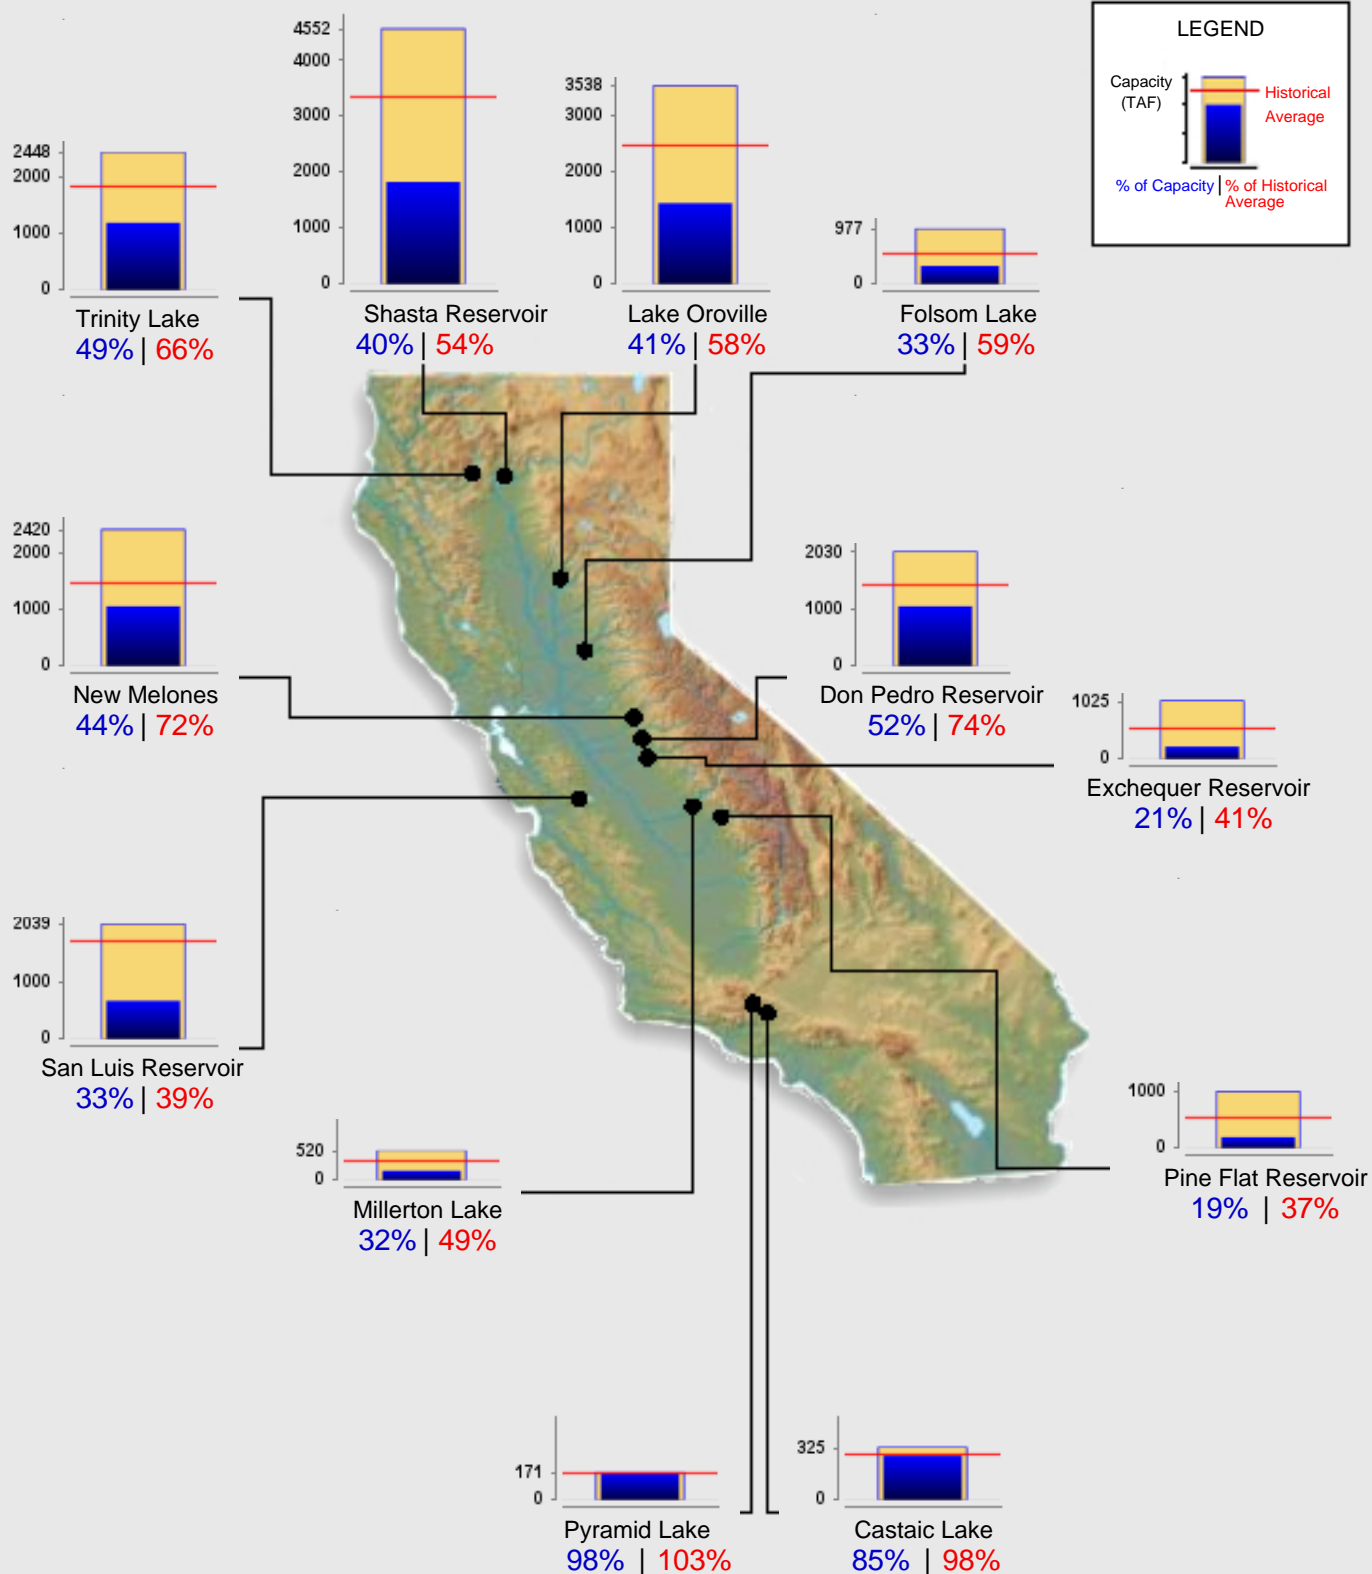 LEGEND
Capacity
(TAF)
Historical
Average
% of Capacity | % of Historical
Average
4552
4000
3000
2000
1000
0
Shasta Reservoir
40% | 54%
3538
3000
2000
1000
0
Lake Oroville
41% | 58%
2448
2000
1000
0
Trinity Lake
49% | 66%
977
0
Folsom Lake
33% | 59%
2420
2000
1000
0
New Melones
44% | 72%
2030
1000
0
Don Pedro Reservoir
52% | 74%
1025
0
Exchequer Reservoir
21% | 41%
2039
1000
0
San Luis Reservoir
33% | 39%
520
0
Millerton Lake
32% | 49%
1000
0
Pine Flat Reservoir
19% | 37%
171
0
Pyramid Lake
98% | 103%
325
0
Castaic Lake
85% | 98%